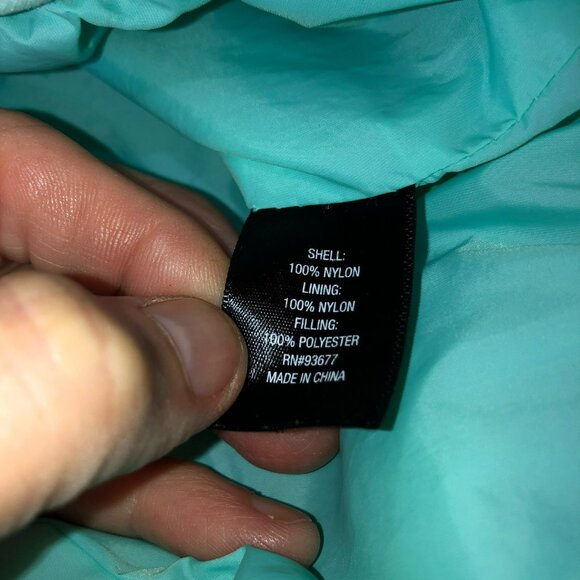 SHELL:
100% NYLON
LINING:
100% NYLON
FILLING:
100% POLYESTER
RN#93677
MADE IN CHINA